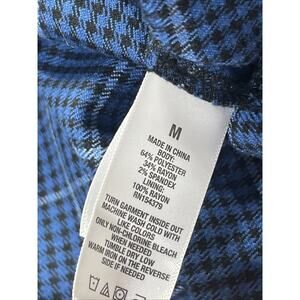 M
MADE IN CHINA
BODY:
64% POLYESTER
34% RAYON
2% SPANDEX
LINING:
100% RAYON
RN154379
TURN GARMENT INSIDE OUT
MACHINE WASH COLD WITH
LIKE COLORS
ONLY NON-CHLORINE BLEACH
WHEN NEEDED
TUMBLE DRY LOW
WARM IRON ON THE REVERSE
SIDE IF NEEDED